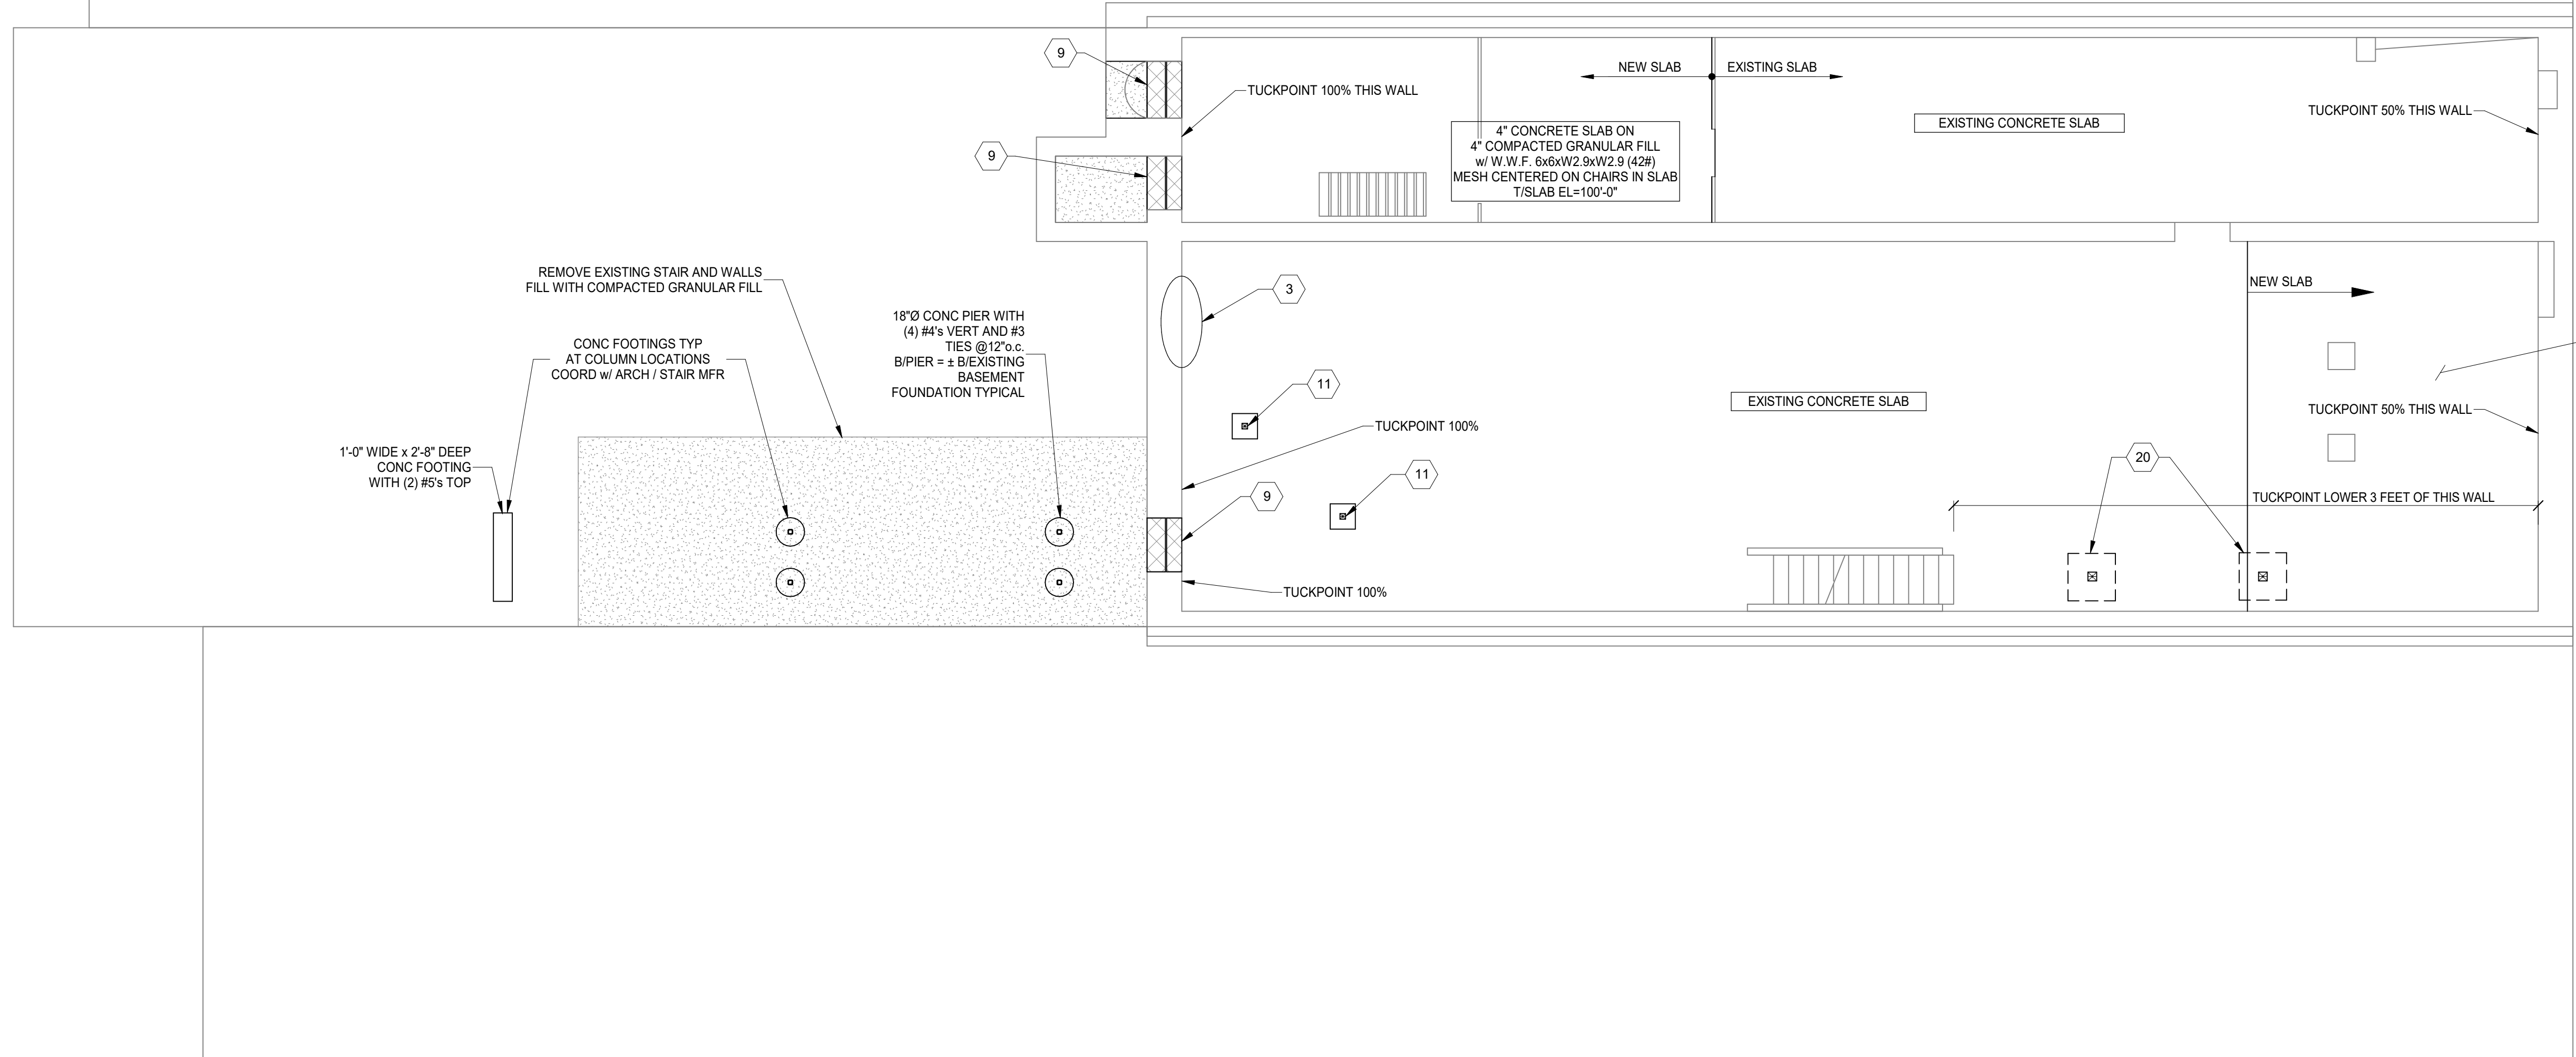 9
NEW SLAB
EXISTING SLAB
TUCKPOINT 100% THIS WALL
TUCKPOINT 50% THIS WALL
EXISTING CONCRETE SLAB
4" CONCRETE SLAB ON
4" COMPACTED GRANULAR FILL
w/ W.W.F. 6x6xW2.9xW2.9 (42#)
MESH CENTERED ON CHAIRS IN SLAB
T/SLAB EL=100'-0"
9
REMOVE EXISTING STAIR AND WALLS
FILL WITH COMPACTED GRANULAR FILL
3
NEW SLAB
18"Ø CONC PIER WITH
(4) #4's VERT AND #3
TIES @12"o.c.
B/PIER = ± B/EXISTING
BASEMENT
FOUNDATION TYPICAL
CONC FOOTINGS TYP
AT COLUMN LOCATIONS
COORD w/ ARCH / STAIR MFR
11
EXISTING CONCRETE SLAB
TUCKPOINT 50% THIS WALL
TUCKPOINT 100%
1'-0" WIDE x 2'-8" DEEP
CONC FOOTING
WITH (2) #5's TOP
11
20
9
TUCKPOINT LOWER 3 FEET OF THIS WALL
TUCKPOINT 100%